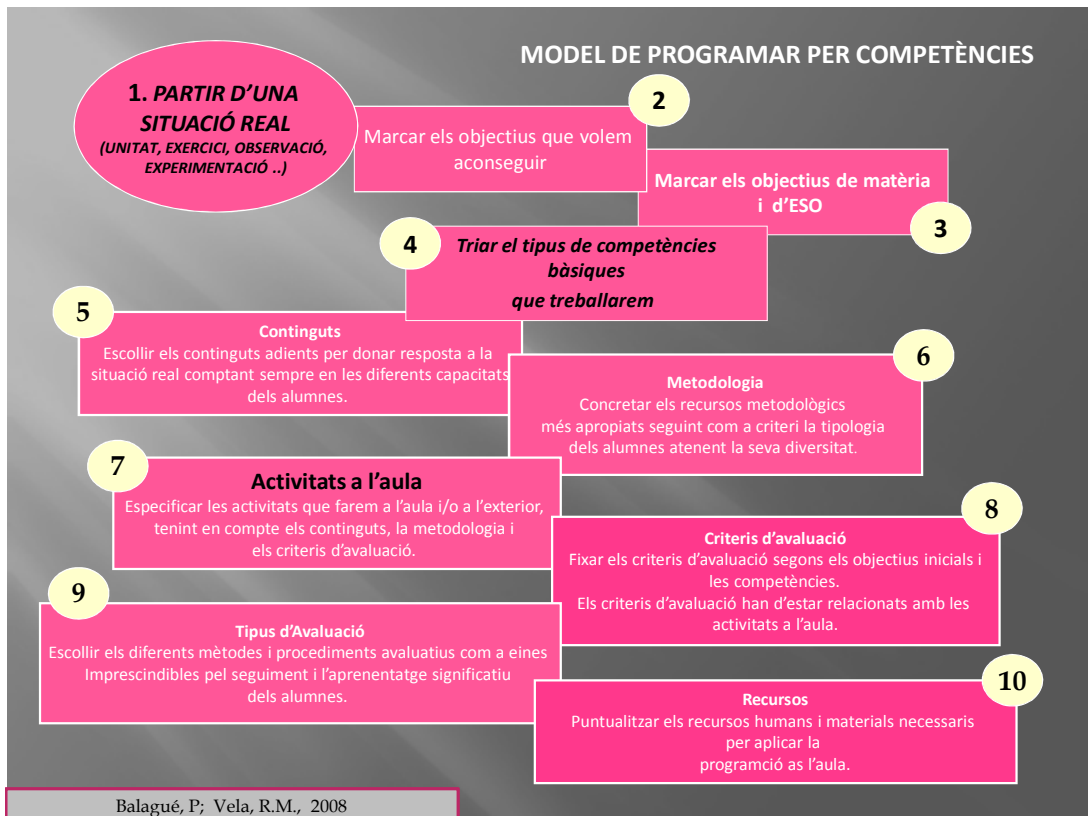 MODEL DE PROGRAMAR PER COMPETÈNCIES
1. PARTIR D’UNA
SITUACIÓ REAL
(UNITAT, EXERCICI, OBSERVACIÓ,
EXPERIMENTACIÓ ..)
2
Marcar els objectius que volem
aconseguir
Marcar els objectius de matèria
i d’ESO
3
4
Triar el tipus de competències
bàsiques
que treballarem
5
Continguts
Escollir els continguts adients per donar resposta a la
situació real comptant sempre en les diferents capacitats
dels alumnes.
6
Metodologia
Concretar els recursos metodològics
més apropiats seguint com a criteri la tipologia
dels alumnes atenent la seva diversitat.
7
Activitats a l’aula
Especificar les activitats que farem a l’aula i/o a l’exterior,
tenint en compte els continguts, la metodologia i
els criteris d’avaluació.
8
Criteris d’avaluació
Fixar els criteris d’avaluació segons els objectius inicials i
les competències.
Els criteris d’avaluació han d’estar relacionats amb les
activitats a l’aula.
9
Tipus d’Avaluació
Escollir els diferents mètodes i procediments avaluatius com a eines
Imprescindibles pel seguiment i l’aprenentatge significatiu
dels alumnes.
10
Recursos
Puntualitzar els recursos humans i materials necessaris
per aplicar la
programció as l’aula.
Balagué, P; Vela, R.M., 2008